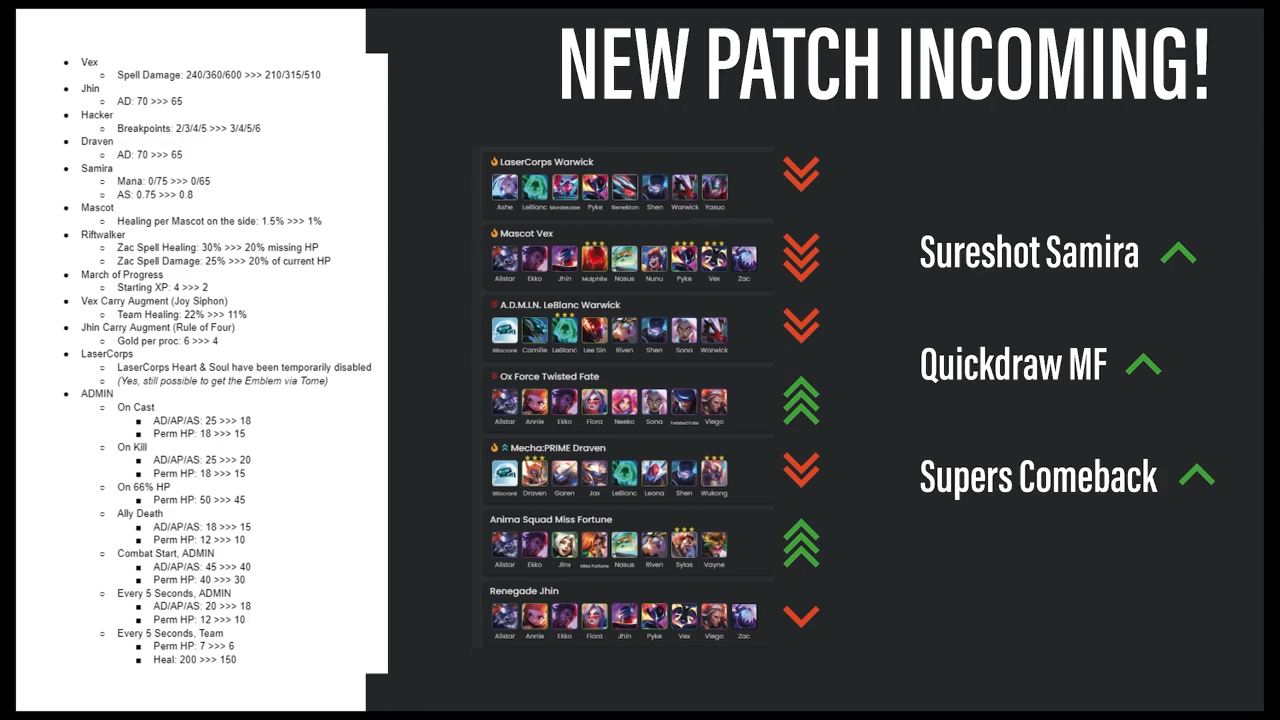 NEW PATCH INCOMING!
Vex
Spell Damage: 240/360/600 >>> 210/315/510
Jhin
AD: 70 >>> 65
Hacker
Breakpoints: 2/3/4/5 >>> 3/4/5/6
Draven
AD: 70 >>> 65
Samira
Mana: 0/75 >>> 0/65
AS: 0.75 >>> 0.8
Mascot
Healing per Mascot on the side: 1.5% >>> 1%
Riftwalker
Zac Spell Healing: 30% >>> 20% missing HP
Zac Spell Damage: 25% >>> 20% of current HP
March of Progress
Starting XP: 4 >>> 2
Vex Carry Augment (Joy Siphon)
Team Healing: 22% >>> 11%
Jhin Carry Augment (Rule of Four)
Gold per proc: 6 >>> 4
LaserCorps
LaserCorps Heart & Soul have been temporarily disabled
(Yes, still possible to get the Emblem via Tome)
ADMIN
On Cast
AD/AP/AS: 25 >>> 18
Perm HP: 18 >>> 15
On Kill
AD/AP/AS: 25 >>> 20
Perm HP: 18 >>> 15
On 66% HP
Perm HP: 50 >>> 45
Ally Death
AD/AP/AS: 18 >>> 15
Perm HP: 12 >>> 10
Combat Start, ADMIN
AD/AP/AS: 45 >>> 40
Perm HP: 40 >>> 30
Every 5 Seconds, ADMIN
AD/AP/AS: 20 >>> 18
Perm HP: 12 >>> 10
Every 5 Seconds, Team
Perm HP: 7 >>> 6
Heal: 200 >>> 150
LaserCorps Warwick
Ashe LeBlanc Mordekaiser Pyke Renekton Shen Warwick Yasuo
Mascot Vex
Alistar Ekko Jhin Malphite Nasus Nunu Pyke Vex Zac
A.D.M.I.N. LeBlanc Warwick
Blitzcrank Camille LeBlanc Lee Sin Riven Shen Sona Warwick
Ox Force Twisted Fate
Alistar Annie Ekko Fiora Neeko Sona Twisted Fate Viego
Mecha:PRIME Draven
Blitzcrank Draven Garen Jax LeBlanc Leona Shen Wukong
Anima Squad Miss Fortune
Alistar Ekko Jinx Miss Fortune Nasus Riven Sylas Vayne
Renegade Jhin
Alistar Annie Ekko Fiora Jhin Pyke Vex Viego Zac
Sureshot Samira
Quickdraw MF
Supers Comeback